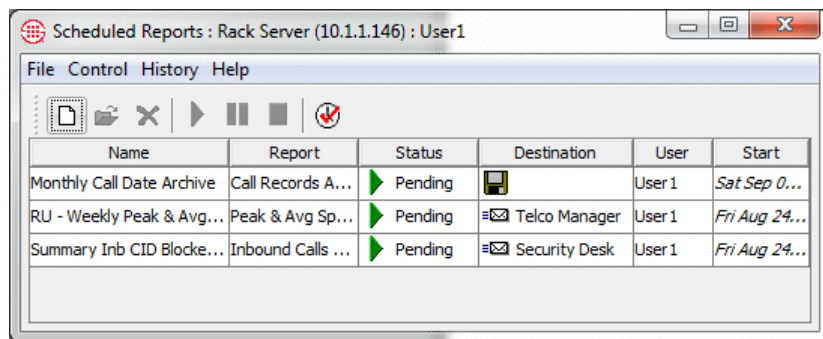 Scheduled Reports : Rack Server (10.1.1.146) : User1
File Control History Help
Name Report Status Destination User Start
Monthly Call Date Archive Call Records A... Pending User1 Sat Sep 0...
RU - Weekly Peak & Avg... Peak & Avg Sp... Pending Telco Manager User1 Fri Aug 24...
Summary Inb CID Blocke... Inbound Calls ... Pending Security Desk User1 Fri Aug 24...